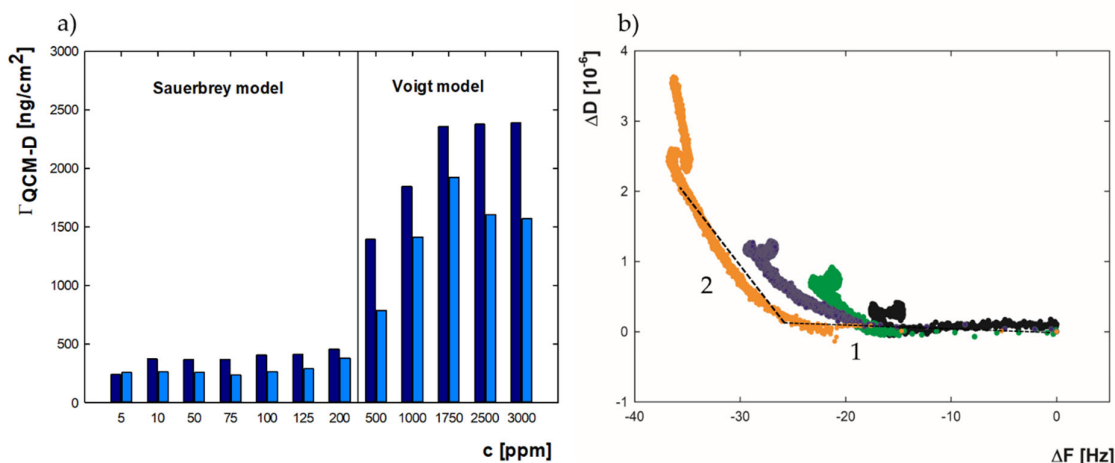 a)
Γ QCM-D [ng/cm²]
3000
2500
2000
1500
1000
500
0
Sauerbrey model
Voigt model
5 10 50 75 100 125 200 500 1000 1750 2500 3000
c [ppm]
b)
ΔD [10⁻⁶]
4
3
2
1
0
-1
2
1
-40 -30 -20 -10 0
ΔF [Hz]